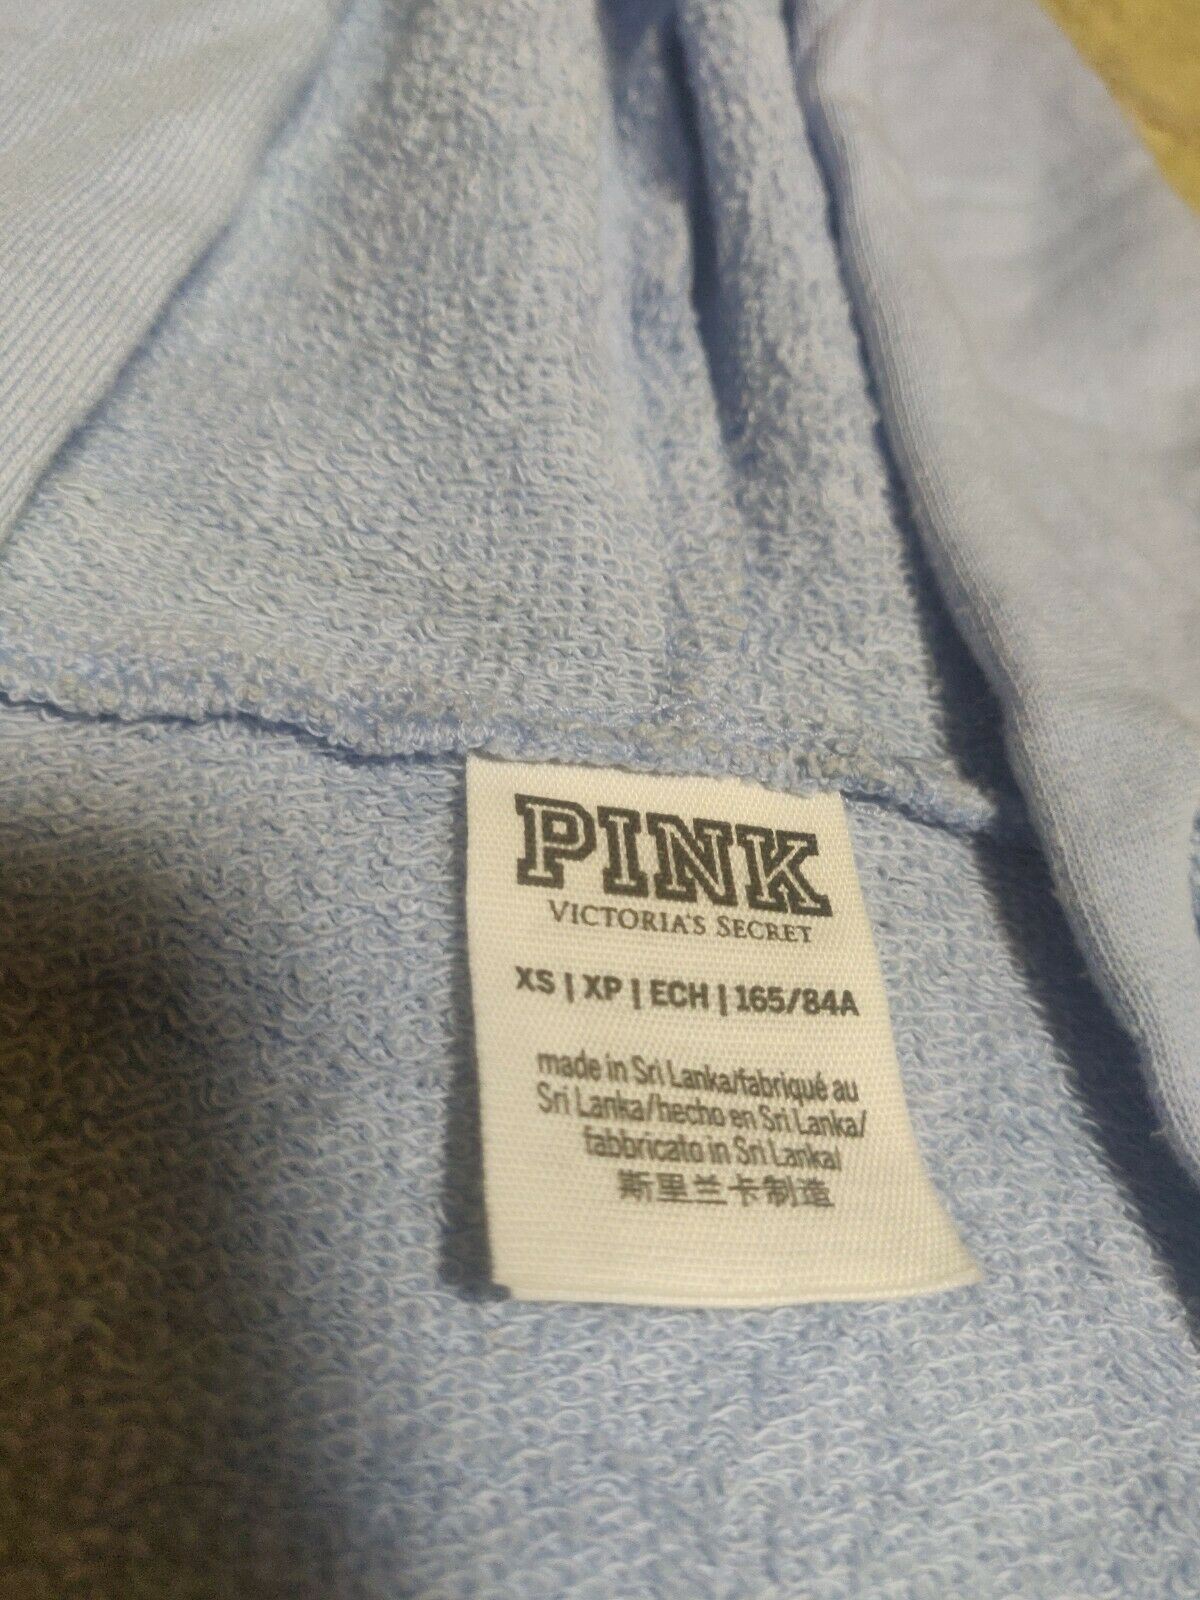 PINK
VICTORIA'S SECRET
XS | XP | ECH | 165/84A
made in Sri Lanka/fabriqué au
Sri Lanka/hecho en Sri Lanka/
fabbricato in Sri Lanka/
斯里兰卡制造